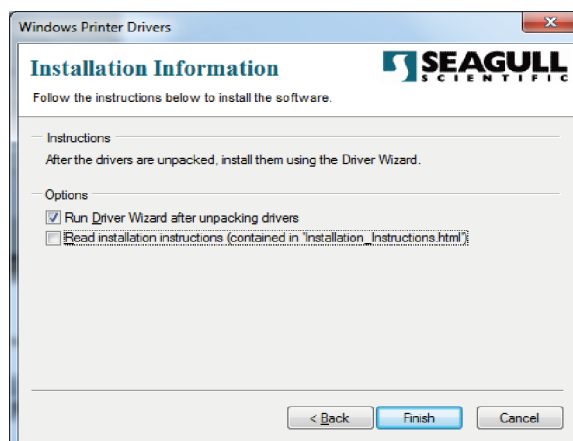 Windows Printer Drivers
Installation Information
SEAGULL
SCIENTIFIC
Follow the instructions below to install the software.
Instructions
After the drivers are unpacked, install them using the Driver Wizard.
Options
Run Driver Wizard after unpacking drivers
Read installation instructions (contained in 'Installation_Instructions.html')
< Back
Finish
Cancel